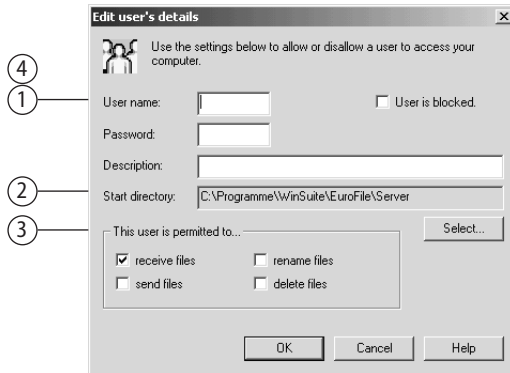 Edit user's details
Use the settings below to allow or disallow a user to access your
computer.
4
1
User name:
User is blocked.
Password:
Description:
2
Start directory:
C:\Programme\WinSuite\EuroFile\Server
3
This user is permitted to...
Select...
receive files
rename files
send files
delete files
OK
Cancel
Help